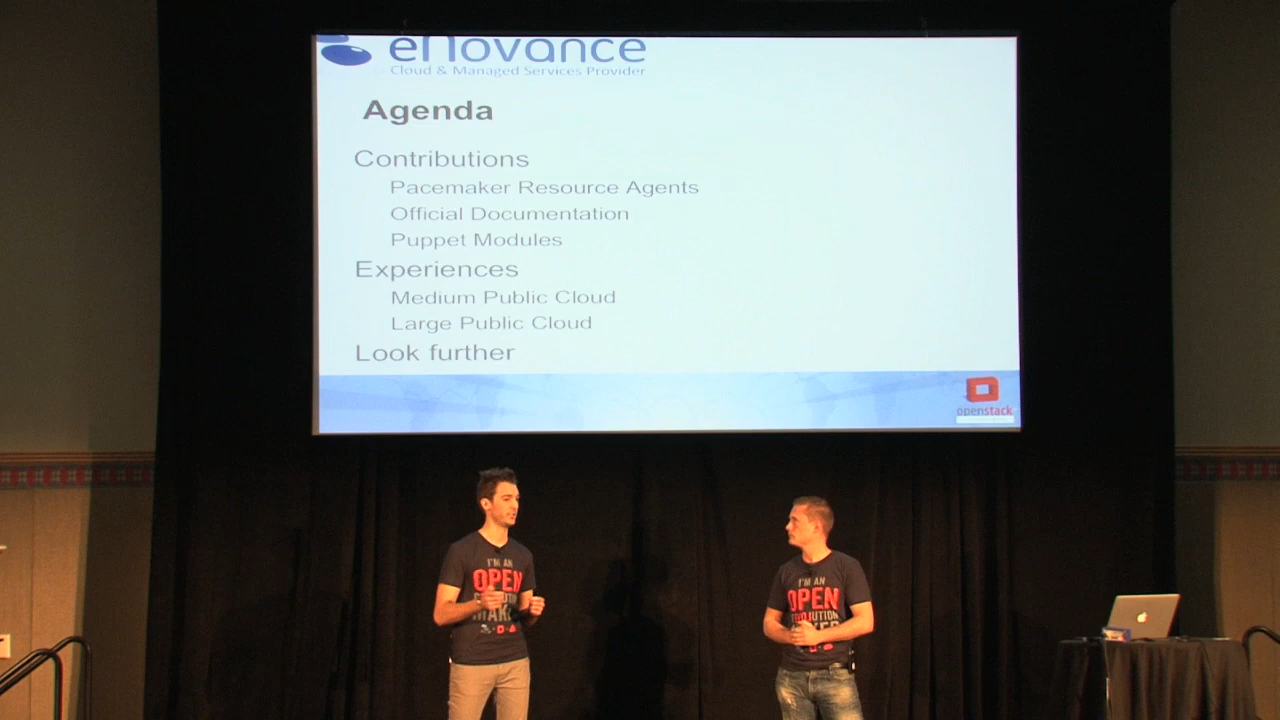 eNovance
Cloud & Managed Services Provider
Agenda
Contributions
Pacemaker Resource Agents
Official Documentation
Puppet Modules
Experiences
Medium Public Cloud
Large Public Cloud
Look further
openstack
I'M AN
OPEN
I'M AN
OPEN